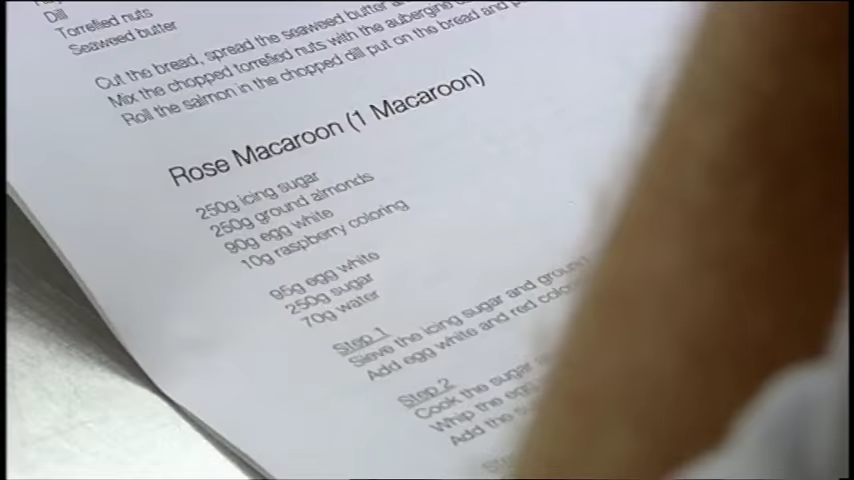 Dill
Torrefied nuts
Seaweed butter
Cut the bread, spread the seaweed butter
Mix the chopped torrefied nuts with the aubergine
Roll the salmon in the chopped dill put on the bread and
Rose Macaroon (1 Macaroon)
250g icing sugar
250g ground almonds
90g egg white
10g raspberry coloring
95g egg white
250g sugar
70g water
Step 1
Sieve the icing sugar and ground
Add egg white and red
Step 2
Cook the sugar
Whip the egg
Add the